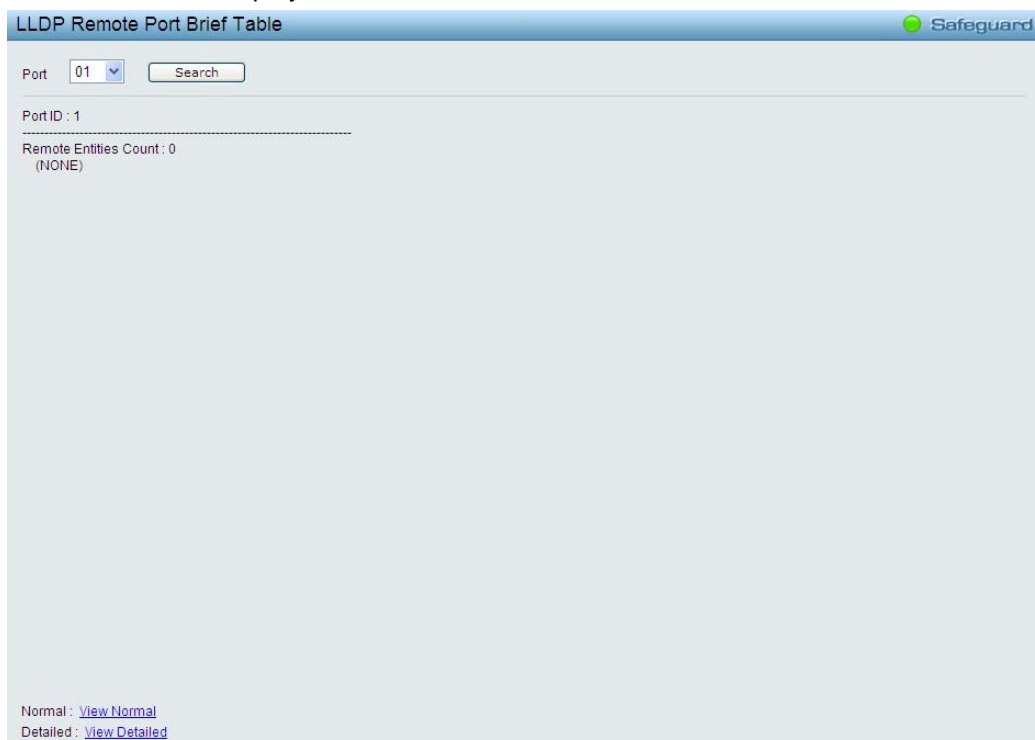 LLDP Remote Port Brief Table
Safeguard
Port 01 Search
Port ID : 1
--------------------------------------------------------------------------------
Remote Entities Count : 0
(NONE)
Normal : View Normal
Detailed : View Detailed